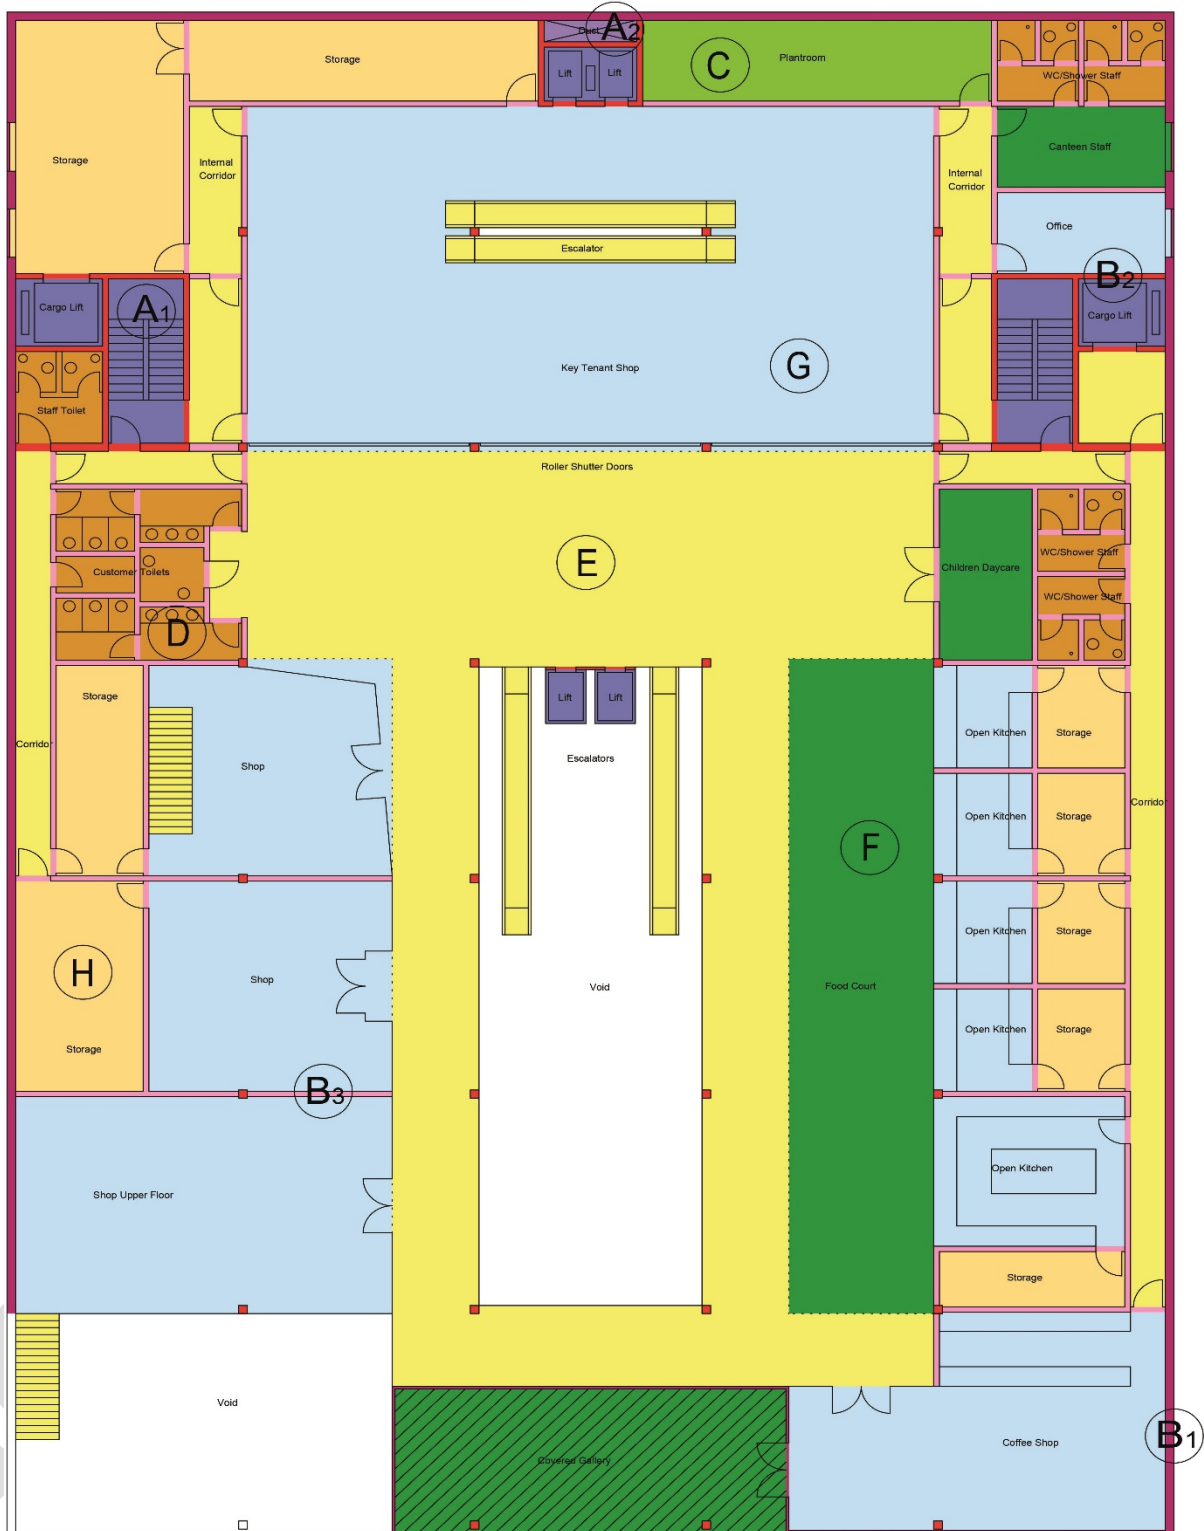 Duct
A2
Storage
Lift
Lift
C
Plantroom
WC/Shower Staff
Storage
Internal
Corridor
Internal
Corridor
Canteen Staff
Escalator
Office
Cargo Lift
A1
B2
Cargo Lift
Key Tenant Shop
G
Staff Toilet
Roller Shutter Doors
E
Customer Toilets
Children Daycare
WC/Shower Staff
WC/Shower Staff
D
Storage
Lift
Lift
Corridor
Shop
Escalators
Open Kitchen
Storage
Corridor
Open Kitchen
Storage
F
Open Kitchen
Storage
H
Shop
Void
Food Court
Open Kitchen
Storage
Storage
B3
Shop Upper Floor
Open Kitchen
Storage
Void
Coffee Shop
B1
Covered Gallery